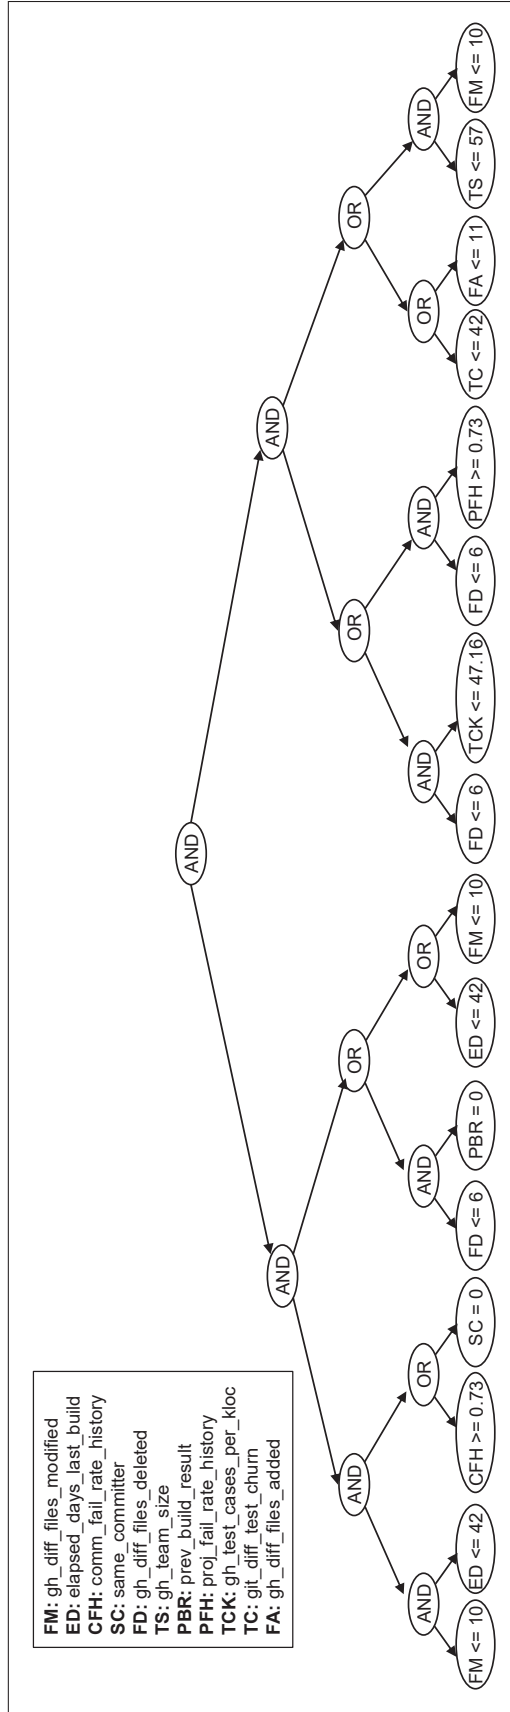 FM: gh_diff_files_modified
ED: elapsed_days_last_build
CFH: comm_fail_rate_history
SC: same_committer
FD: gh_diff_files_deleted
TS: gh_team_size
PBR: prev_build_result
PFH: proj_fail_rate_history
TCK: gh_test_cases_per_kloc
TC: git_diff_test_churn
FA: gh_diff_files_added
AND
AND
AND
AND
OR
OR
OR
AND
OR
AND
OR
AND
AND
OR
AND
FM <= 10
ED <= 42
CFH >= 0.73
SC = 0
FD <= 6
PBR = 0
ED <= 42
FM <= 10
FD <= 6
TCK <= 47.16
FD <= 6
PFH >= 0.73
TC <= 42
FA <= 11
TS <= 57
FM <= 10